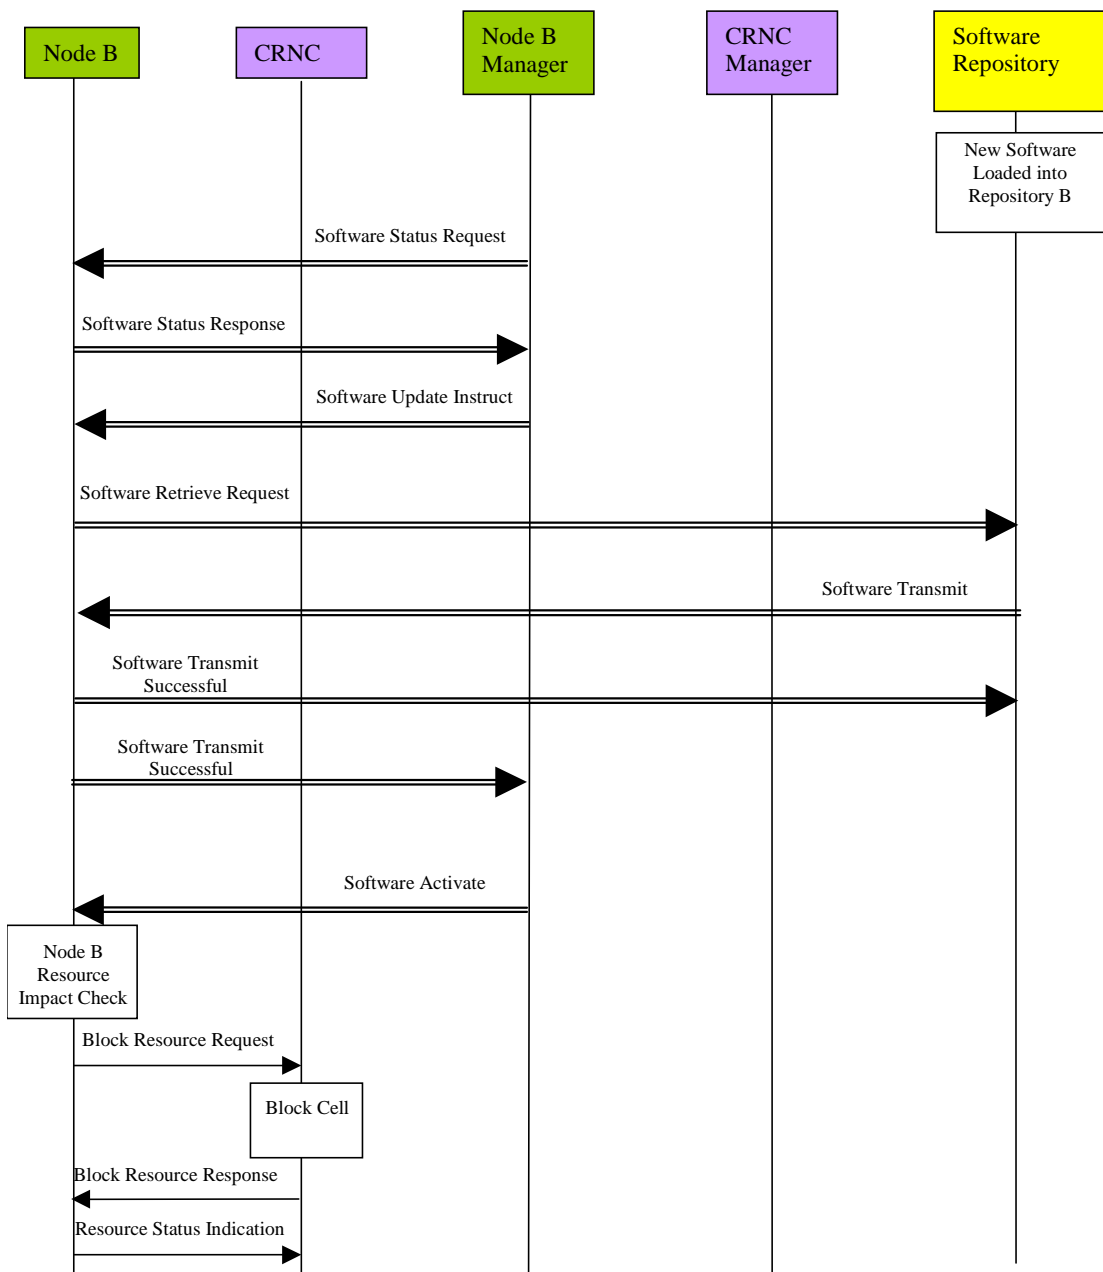 Node B
CRNC
Node B
Manager
CRNC
Manager
Software
Repository
New Software
Loaded into
Repository B
Software Status Request
Software Status Response
Software Update Instruct
Software Retrieve Request
Software Transmit
Software Transmit
Successful
Software Transmit
Successful
Software Activate
Node B
Resource
Impact Check
Block Resource Request
Block Cell
Block Resource Response
Resource Status Indication